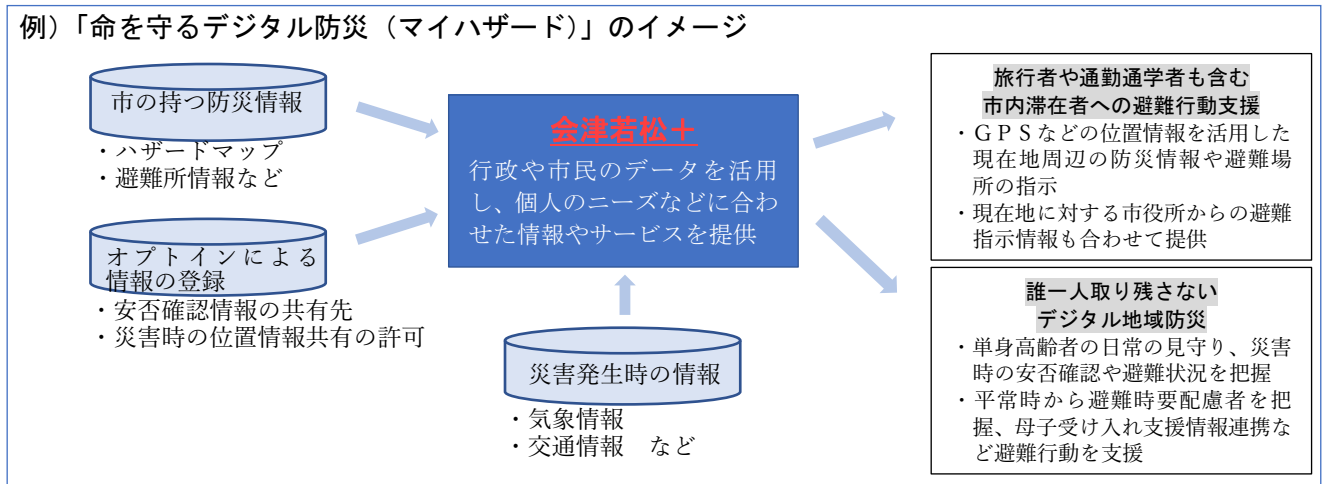 例）「命を守るデジタル防災（マイハザード）」のイメージ
市の持つ防災情報
・ハザードマップ
・避難所情報など
オプトインによる
情報の登録
・安否確認情報の共有先
・災害時の位置情報共有の許可
会津若松＋
行政や市民のデータを活用
し、個人のニーズなどに合わ
せた情報やサービスを提供
災害発生時の情報
・気象情報
・交通情報　など
旅行者や通勤通学者も含む
市内滞在者への避難行動支援
・ＧＰＳなどの位置情報を活用した
現在地周辺の防災情報や避難場
所の指示
・現在地に対する市役所からの避難
指示情報も合わせて提供
誰一人取り残さない
デジタル地域防災
・単身高齢者の日常の見守り、災害
時の安否確認や避難状況を把握
・平常時から避難時要配慮者を把
握、母子受け入れ支援情報連携な
ど避難行動を支援